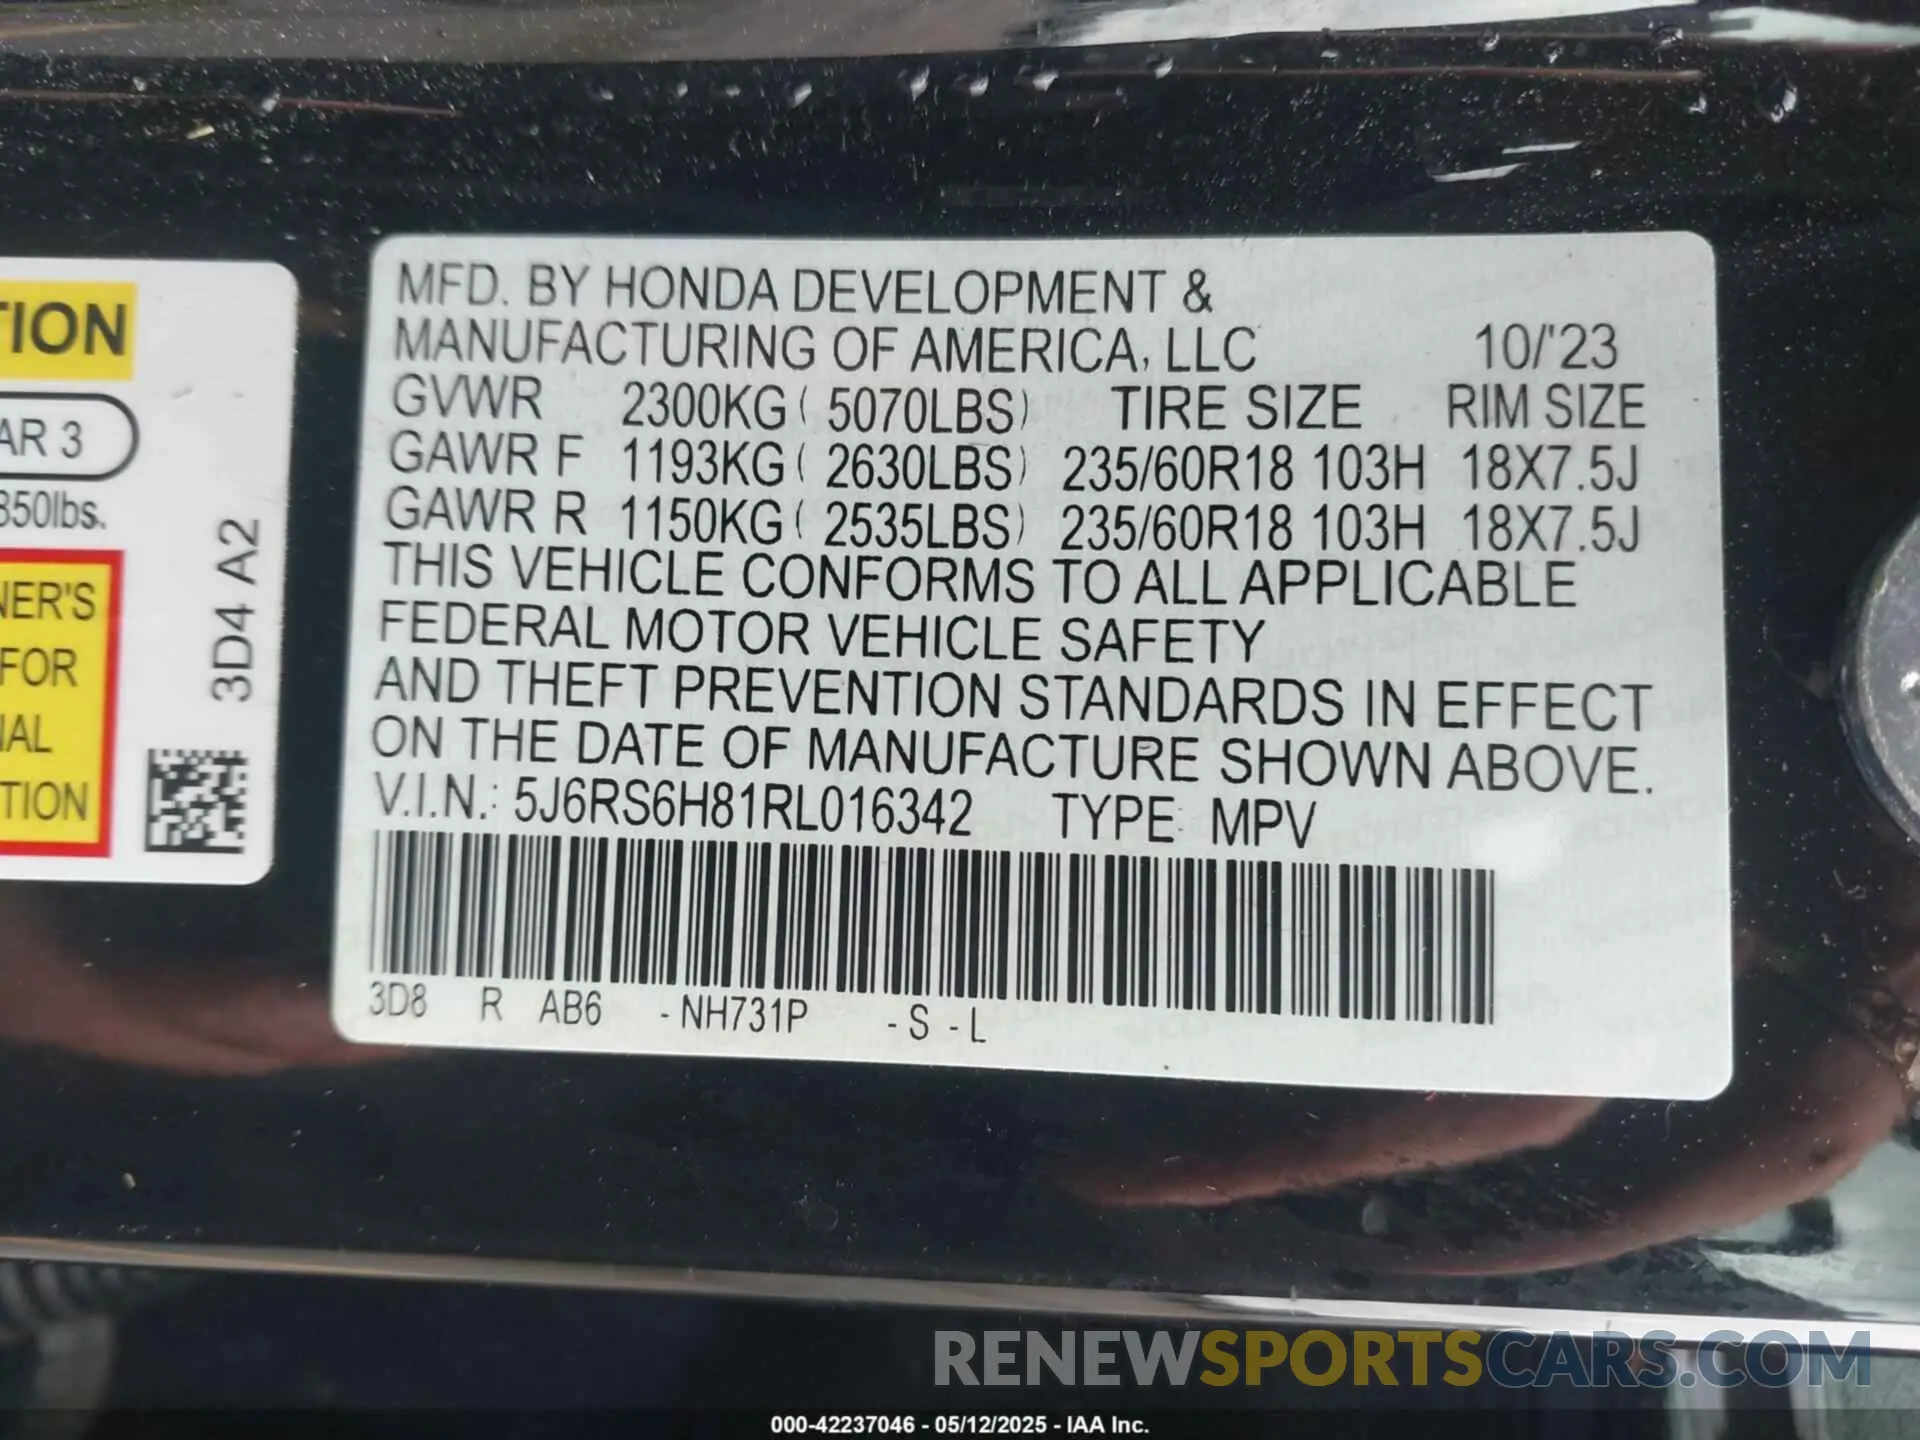 MFD. BY HONDA DEVELOPMENT &
MANUFACTURING OF AMERICA, LLC 10/'23
GVWR 2300KG ( 5070LBS) TIRE SIZE RIM SIZE
GAWR F 1193KG ( 2630LBS) 235/60R18 103H 18X7.5J
GAWR R 1150KG ( 2535LBS) 235/60R18 103H 18X7.5J
THIS VEHICLE CONFORMS TO ALL APPLICABLE
FEDERAL MOTOR VEHICLE SAFETY
AND THEFT PREVENTION STANDARDS IN EFFECT
ON THE DATE OF MANUFACTURE SHOWN ABOVE.
V.I.N.: 5J6RS6H81RL016342 TYPE: MPV
3D8 R AB6 -NH731P -S -L
TION
AR 3
850lbs.
NER'S
FOR
NAL
TION
3D4 A2
RENEWSPORTSCARS.COM
000-42237046 - 05/12/2025 - IAA Inc.